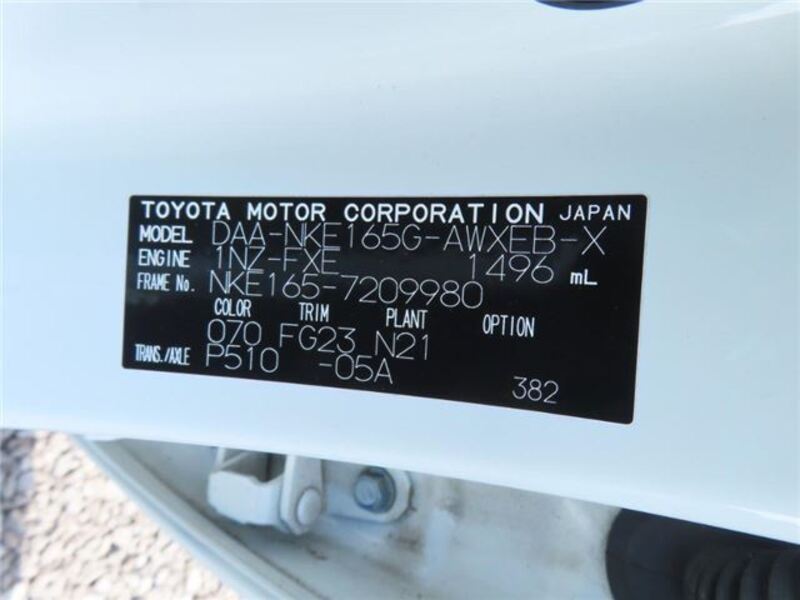 TOYOTA MOTOR CORPORATION JAPAN
MODEL DAA-NKE165G-AWXEB-X
ENGINE 1NZ-FXE 1496 mL
FRAME No. NKE165-7209980
COLOR TRIM PLANT OPTION
070 FG23 N21
TRANS./AXLE P510 -05A
382